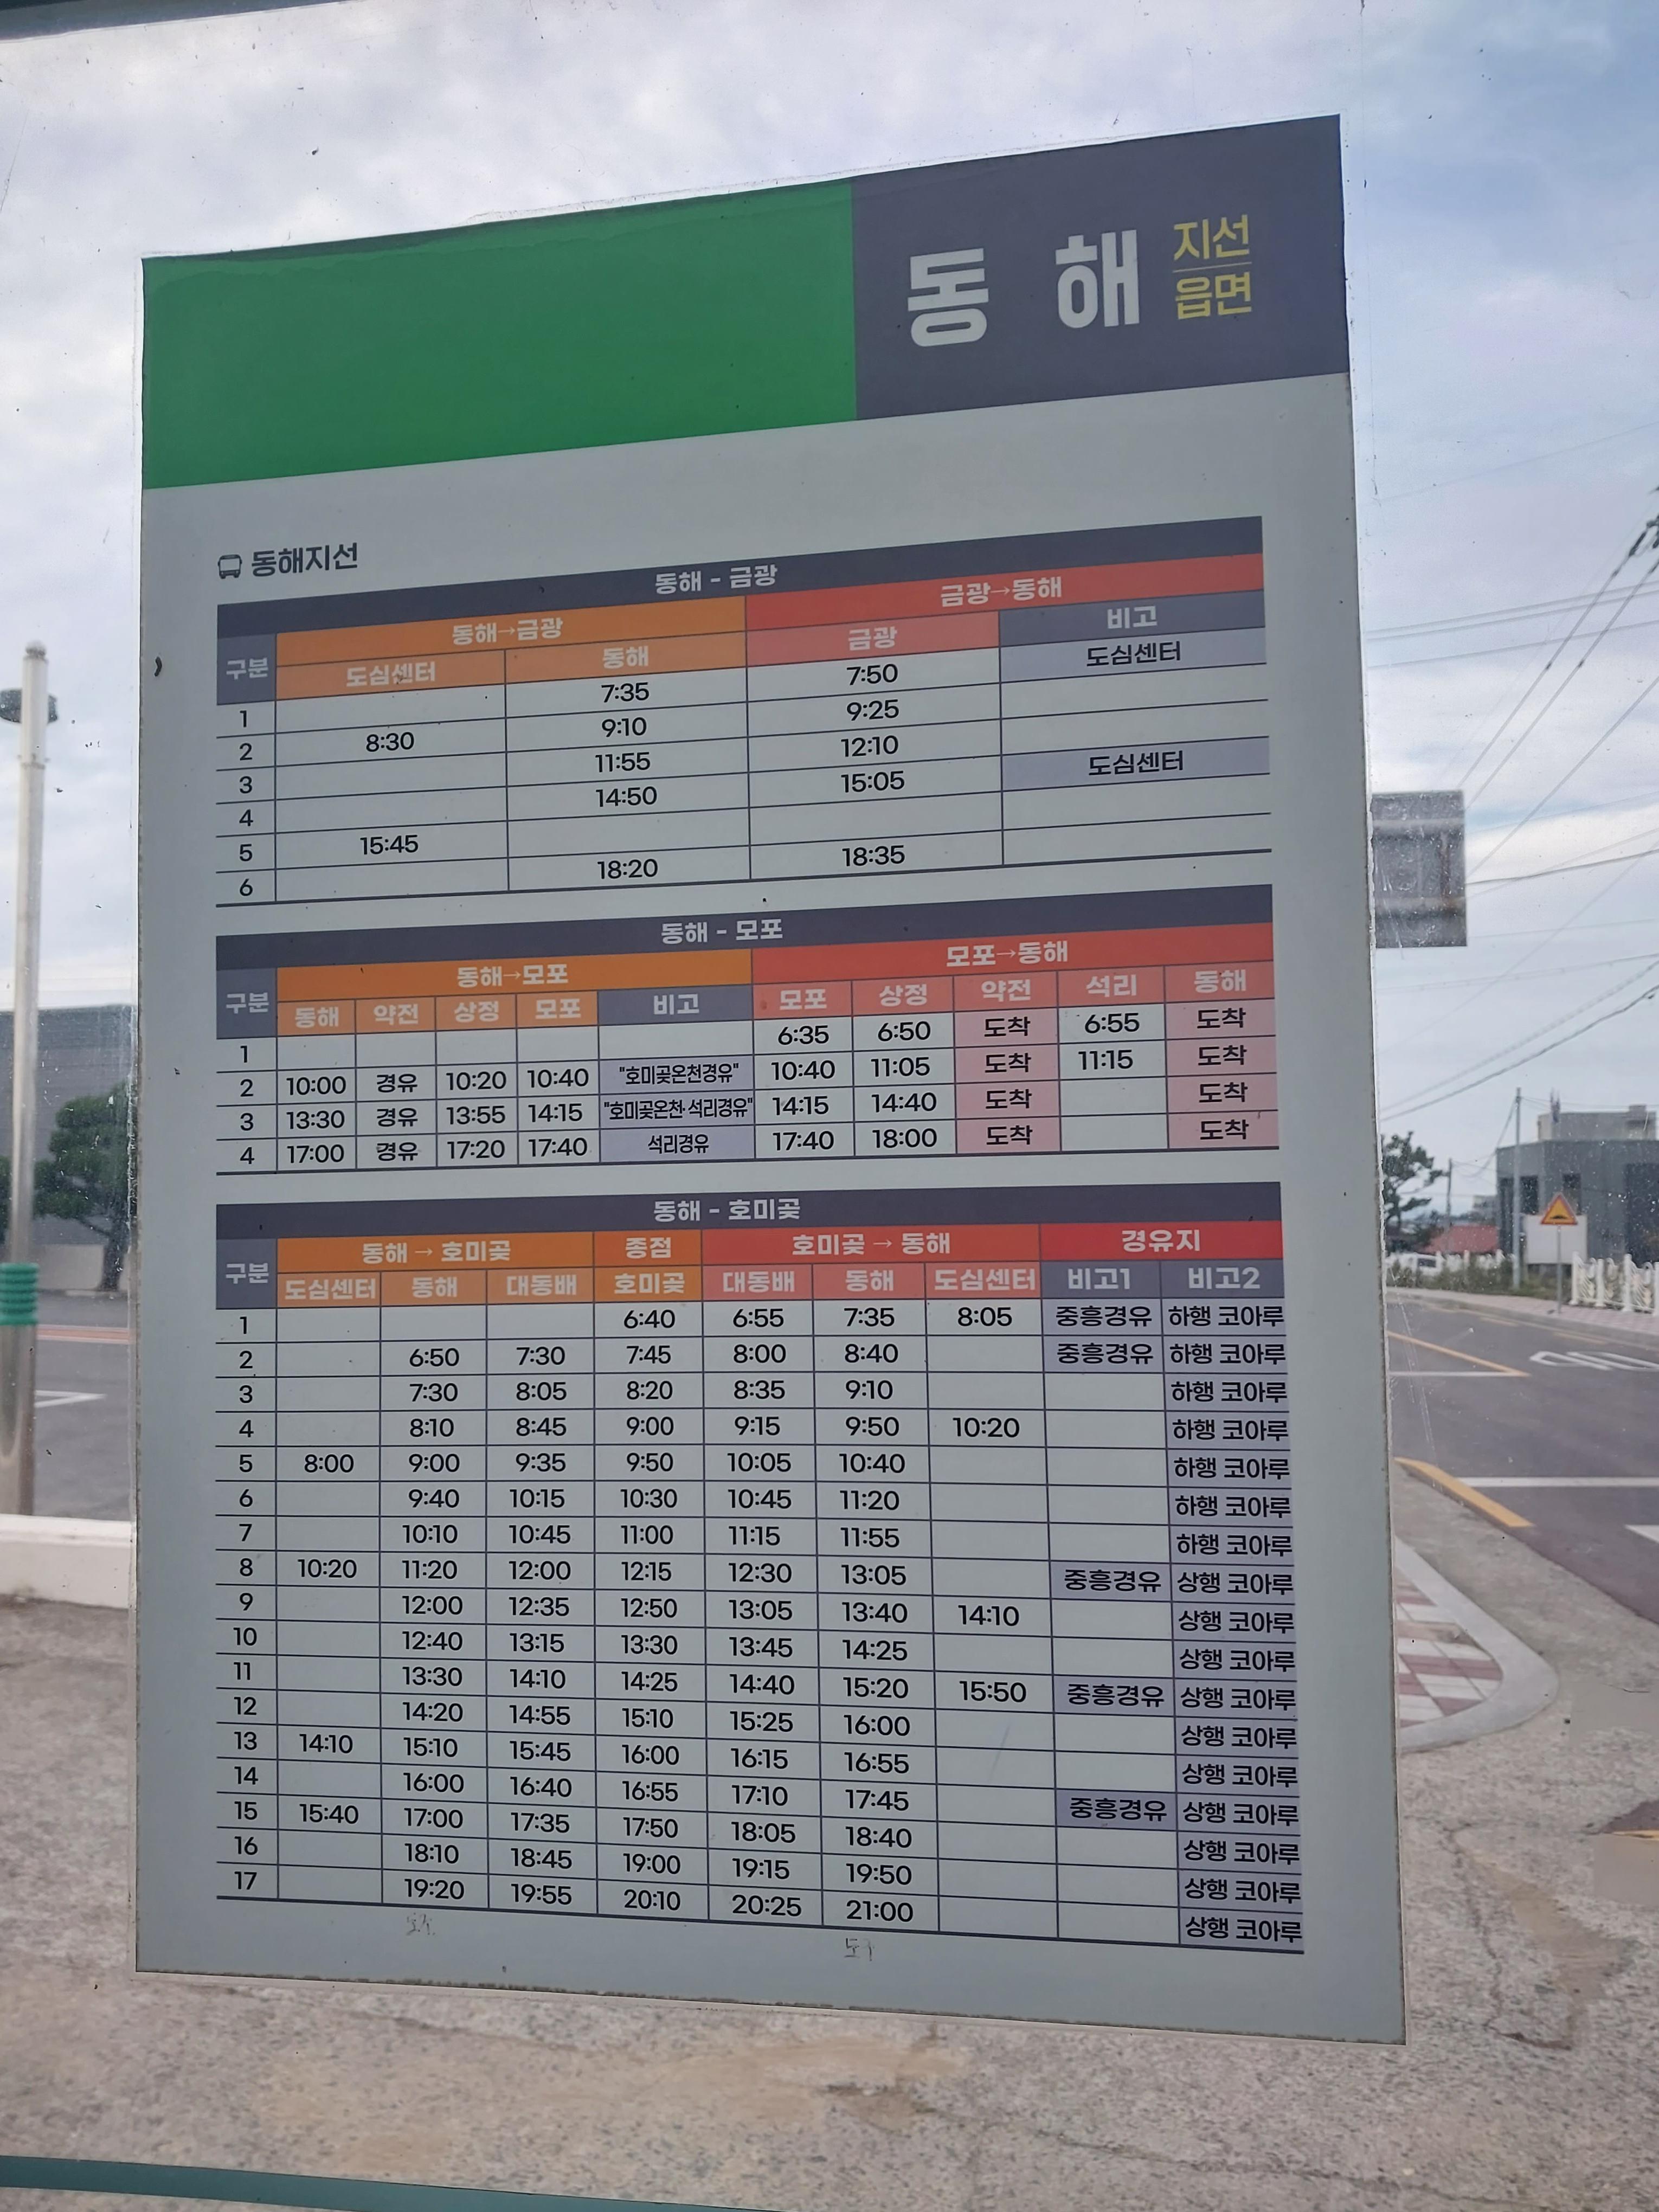 동 해 지선
읍면
동해지선
동해 - 금광
구분 동해→금광 금광→동해
도심센터 동해 금광 비고
1 7:35 7:50 도심센터
2 8:30 9:10 9:25
3 11:55 12:10
4 14:50 15:05 도심센터
5 15:45
6 18:20 18:35
동해 - 모포
구분 동해→모포 모포→동해
동해 약전 상정 모포 비고 모포 상정 약전 석리 동해
1 6:35 6:50 도착 6:55 도착
2 10:00 경유 10:20 10:40 "호미곶온천경유" 10:40 11:05 도착 11:15 도착
3 13:30 경유 13:55 14:15 "호미곶온천·석리경유" 14:15 14:40 도착 도착
4 17:00 경유 17:20 17:40 석리경유 17:40 18:00 도착 도착
동해 - 호미곶
구분 동해 → 호미곶 종점 호미곶 → 동해 경유지
도심센터 동해 대동배 호미곶 대동배 동해 도심센터 비고1 비고2
1 6:40 6:55 7:35 8:05 중흥경유 하행 코아루
2 6:50 7:30 7:45 8:00 8:40 중흥경유 하행 코아루
3 7:30 8:05 8:20 8:35 9:10 하행 코아루
4 8:10 8:45 9:00 9:15 9:50 10:20 하행 코아루
5 8:00 9:00 9:35 9:50 10:05 10:40 하행 코아루
6 9:40 10:15 10:30 10:45 11:20 하행 코아루
7 10:10 10:45 11:00 11:15 11:55 하행 코아루
8 10:20 11:20 12:00 12:15 12:30 13:05 중흥경유 상행 코아루
9 12:00 12:35 12:50 13:05 13:40 14:10 상행 코아루
10 12:40 13:15 13:30 13:45 14:25 상행 코아루
11 13:30 14:10 14:25 14:40 15:20 15:50 중흥경유 상행 코아루
12 14:20 14:55 15:10 15:25 16:00 상행 코아루
13 14:10 15:10 15:45 16:00 16:15 16:55 상행 코아루
14 16:00 16:40 16:55 17:10 17:45 중흥경유 상행 코아루
15 15:40 17:00 17:35 17:50 18:05 18:40 상행 코아루
16 18:10 18:45 19:00 19:15 19:50 상행 코아루
17 19:20 19:55 20:10 20:25 21:00 상행 코아루